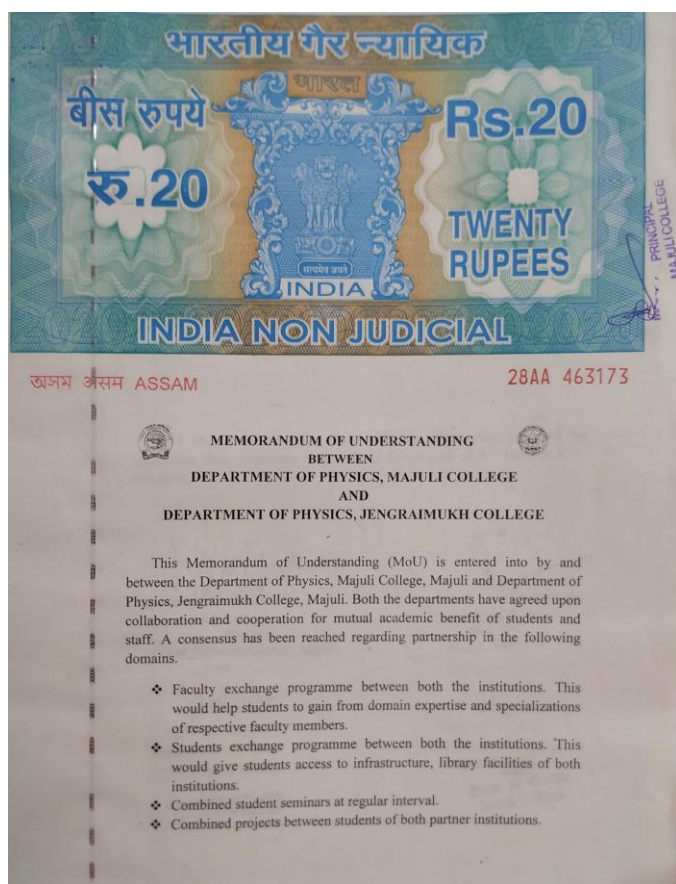 भारतीय गैर न्यायिक
भारत
बीस रुपये
Rs.20
रु.20
TWENTY
RUPEES
सत्यमेव जयते
INDIA
INDIA NON JUDICIAL
PRINCIPAL
MAJULI COLLEGE
অসম असम ASSAM
28AA 463173
MEMORANDUM OF UNDERSTANDING
BETWEEN
DEPARTMENT OF PHYSICS, MAJULI COLLEGE
AND
DEPARTMENT OF PHYSICS, JENGRAIMUKH COLLEGE
This Memorandum of Understanding (MoU) is entered into by and
between the Department of Physics, Majuli College, Majuli and Department of
Physics, Jengraimukh College, Majuli. Both the departments have agreed upon
collaboration and cooperation for mutual academic benefit of students and
staff. A consensus has been reached regarding partnership in the following
domains.
❖ Faculty exchange programme between both the institutions. This
would help students to gain from domain expertise and specializations
of respective faculty members.
❖ Students exchange programme between both the institutions. This
would give students access to infrastructure, library facilities of both
institutions.
❖ Combined student seminars at regular interval.
❖ Combined projects between students of both partner institutions.